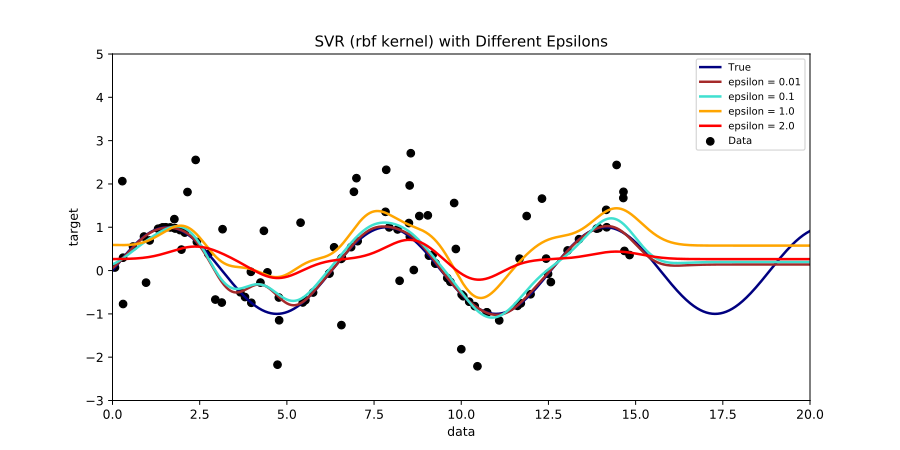 SVR (rbf kernel) with Different Epsilons
5
4
3
2
1
0
−1
−2
−3
target
True
epsilon = 0.01
epsilon = 0.1
epsilon = 1.0
epsilon = 2.0
Data
0.0 2.5 5.0 7.5 10.0 12.5 15.0 17.5 20.0
data